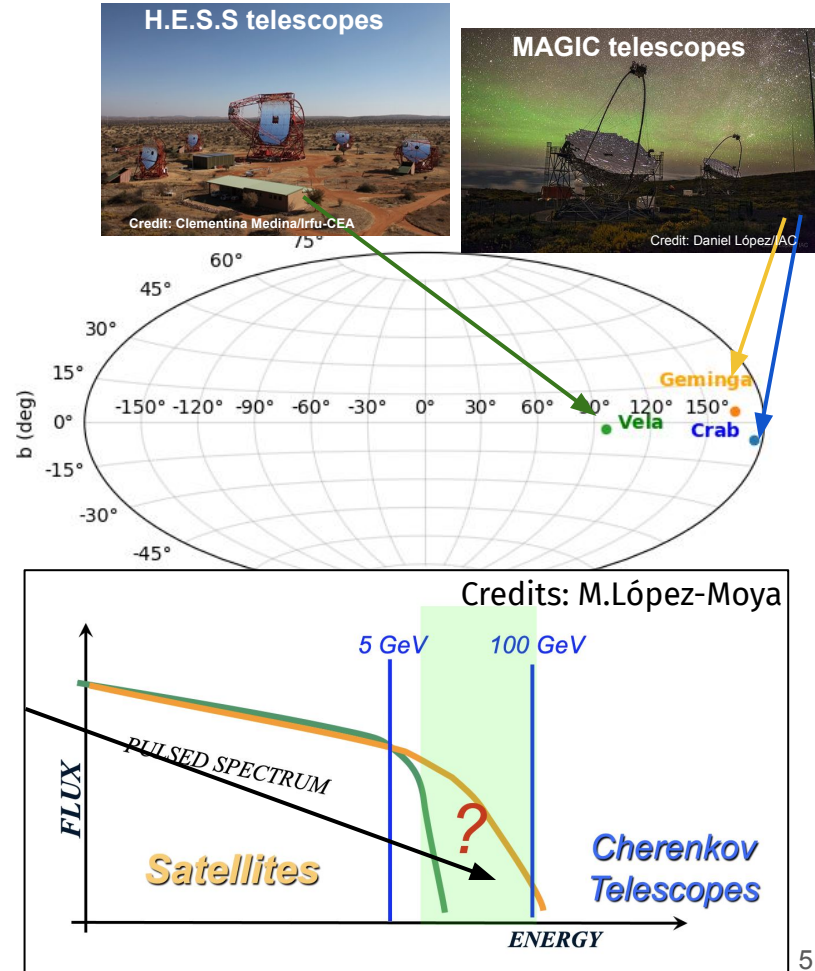 H.E.S.S telescopes
MAGIC telescopes
Credit: Clementina Medina/Irfu-CEA
Credit: Daniel López/IAC
75°
60°
45°
30°
15°
Geminga
-150° -120° -90° -60° -30° 0° 30° 60° 90° 120° 150°
0°
Vela
Crab
b (deg)
-15°
-30°
-45°
Credits: M.López-Moya
5 GeV
100 GeV
PULSED SPECTRUM
FLUX
?
Satellites
Cherenkov
Telescopes
ENERGY
5